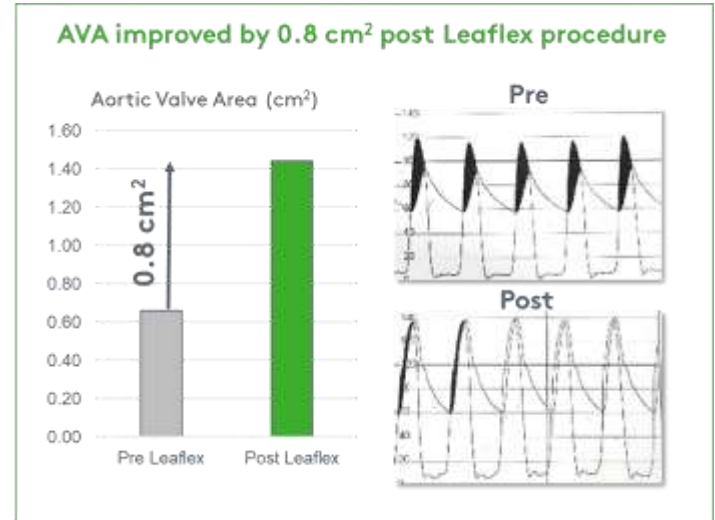 AVA improved by 0.8 cm² post Leaflex procedure
Aortic Valve Area (cm²)
1.60
1.40
1.20
1.00
0.80
0.60
0.40
0.20
0.00
0.8 cm²
Pre Leaflex
Post Leaflex
Pre
140
120
Post